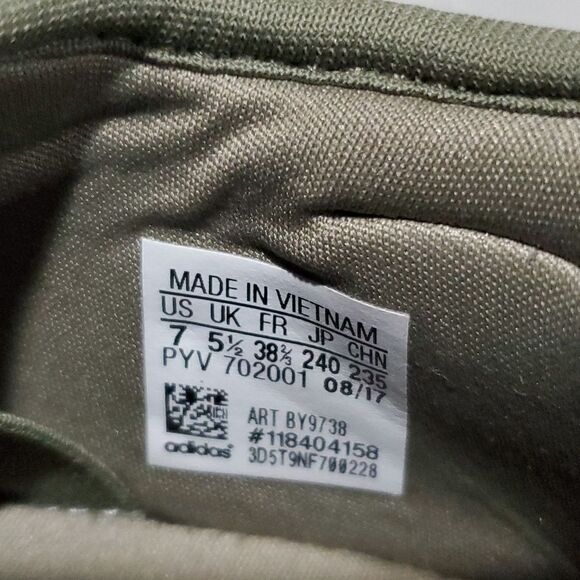 MADE IN VIETNAM
US UK FR JP CHN
7 5½ 38⅔ 240 235
PYV 702001 08/17
ART BY9738
#118404158
adidas 3D5T9NF700228